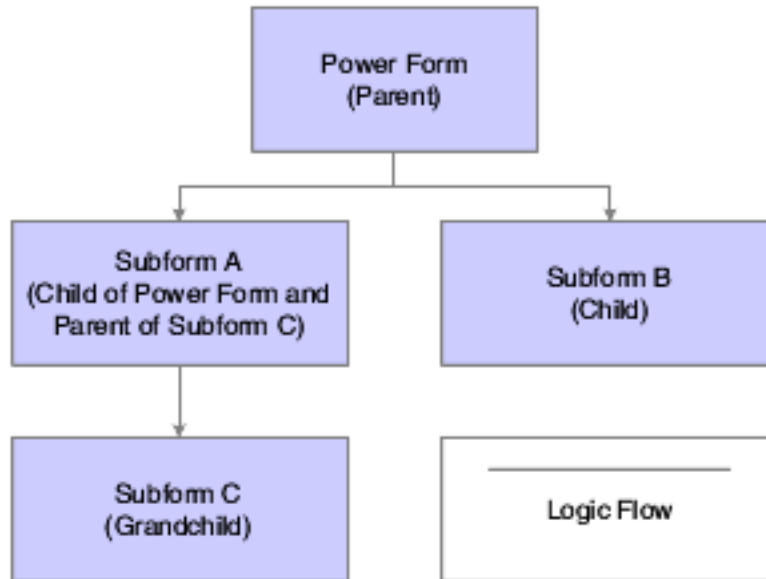 Power Form
(Parent)
Subform A
(Child of Power Form and
Parent of Subform C)
Subform B
(Child)
Subform C
(Grandchild)
Logic Flow